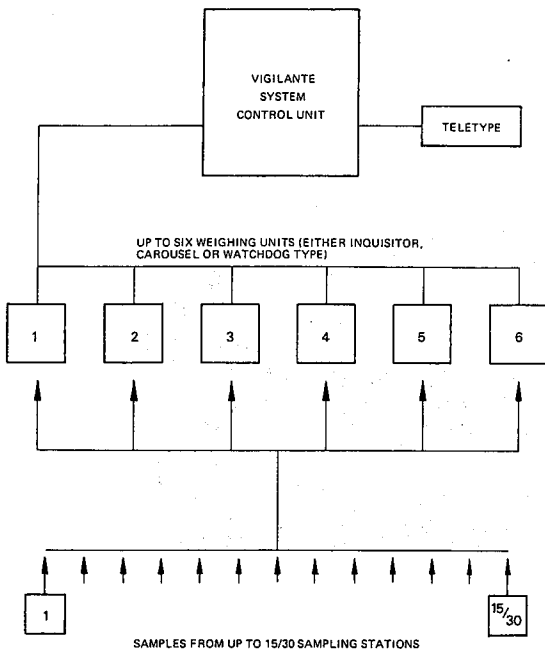 VIGILANTE
SYSTEM
CONTROL UNIT
TELETYPE
UP TO SIX WEIGHING UNITS (EITHER INQUISITOR,
CAROUSEL OR WATCHDOG TYPE)
1
2
3
4
5
6
1
15/30
SAMPLES FROM UP TO 15/30 SAMPLING STATIONS